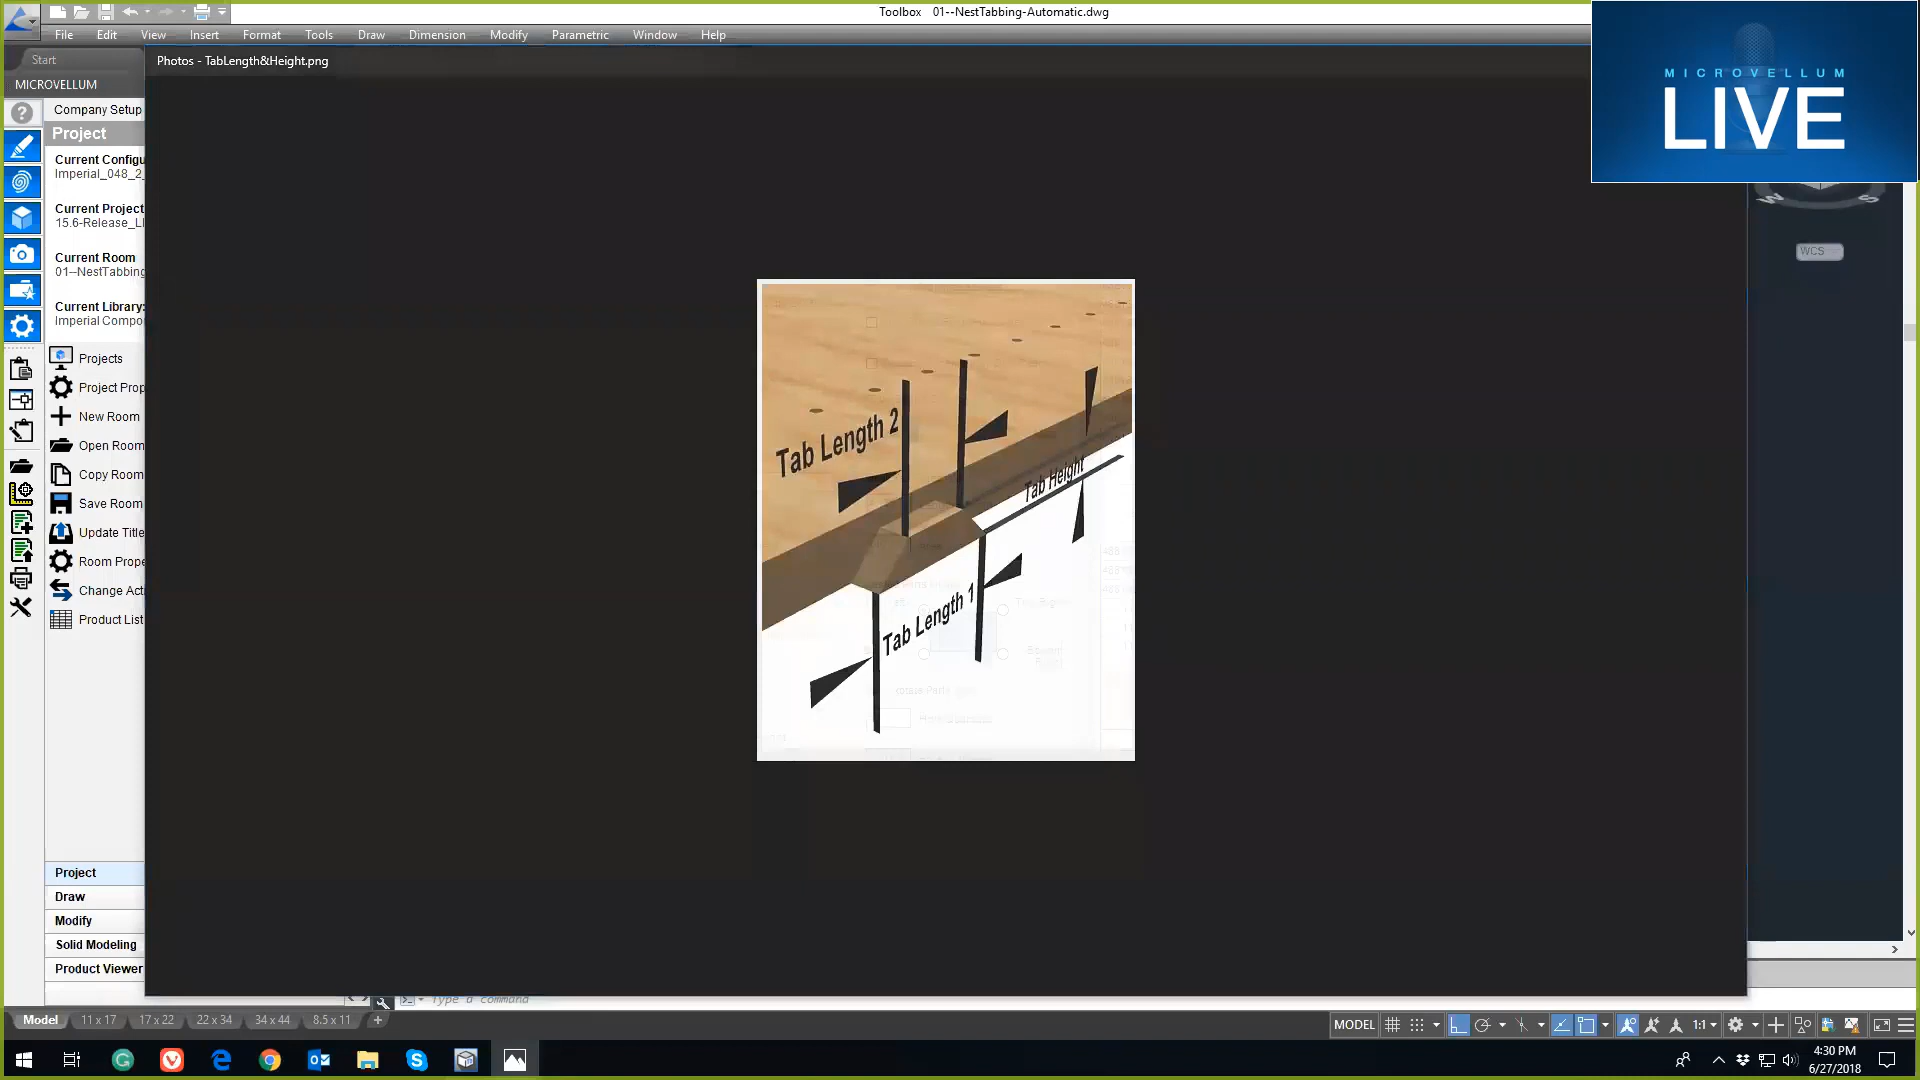 Toolbox 01--NestTabbing-Automatic.dwg
File Edit View Insert Format Tools Draw Dimension Modify Parametric Window Help
Start
Photos - TabLength&Height.png
MICROVELLUM
LIVE
MICROVELLUM
Company Setup
Project
Current Configu
Imperial_048_2_
Current Project
15.6-Release_LI
Current Room
01--NestTabbing
Current Library:
Imperial Compo
Projects
Project Prop
New Room
Open Room
Copy Room
Save Room
Update Title
Room Prope
Change Act
Product List
W S
WCS
Tab Length 2
Tab Height
Tab Length 1
Project
Draw
Modify
Solid Modeling
Product Viewer
Type a command
Model 11 x 17 17 x 22 22 x 34 34 x 44 8.5 x 11 +
MODEL 1:1
4:30 PM
6/27/2018